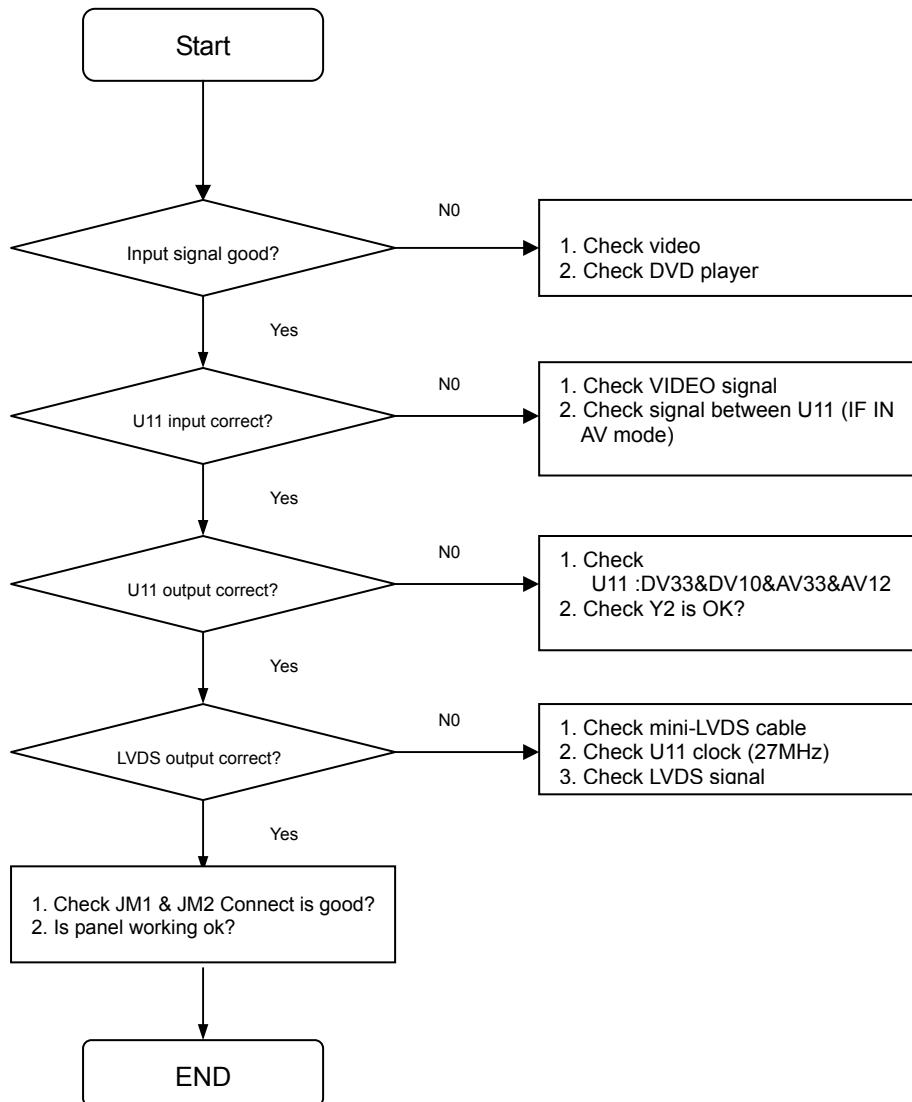 Start
Input signal good?
N0
1. Check video
2. Check DVD player
Yes
U11 input correct?
N0
1. Check VIDEO signal
2. Check signal between U11 (IF IN
AV mode)
Yes
U11 output correct?
N0
1. Check
U11 :DV33&DV10&AV33&AV12
2. Check Y2 is OK?
Yes
LVDS output correct?
N0
1. Check mini-LVDS cable
2. Check U11 clock (27MHz)
3. Check LVDS signal
Yes
1. Check JM1 & JM2 Connect is good?
2. Is panel working ok?
END